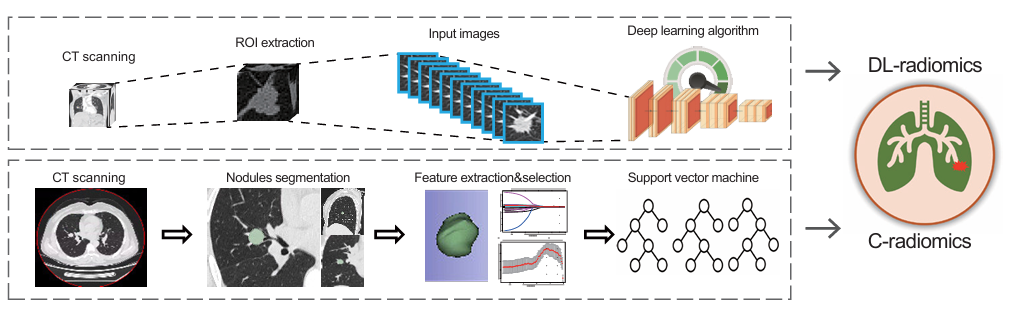 CT scanning
ROI extraction
Input images
Deep learning algorithm
DL-radiomics
CT scanning
Nodules segmentation
Feature extraction&selection
Support vector machine
C-radiomics